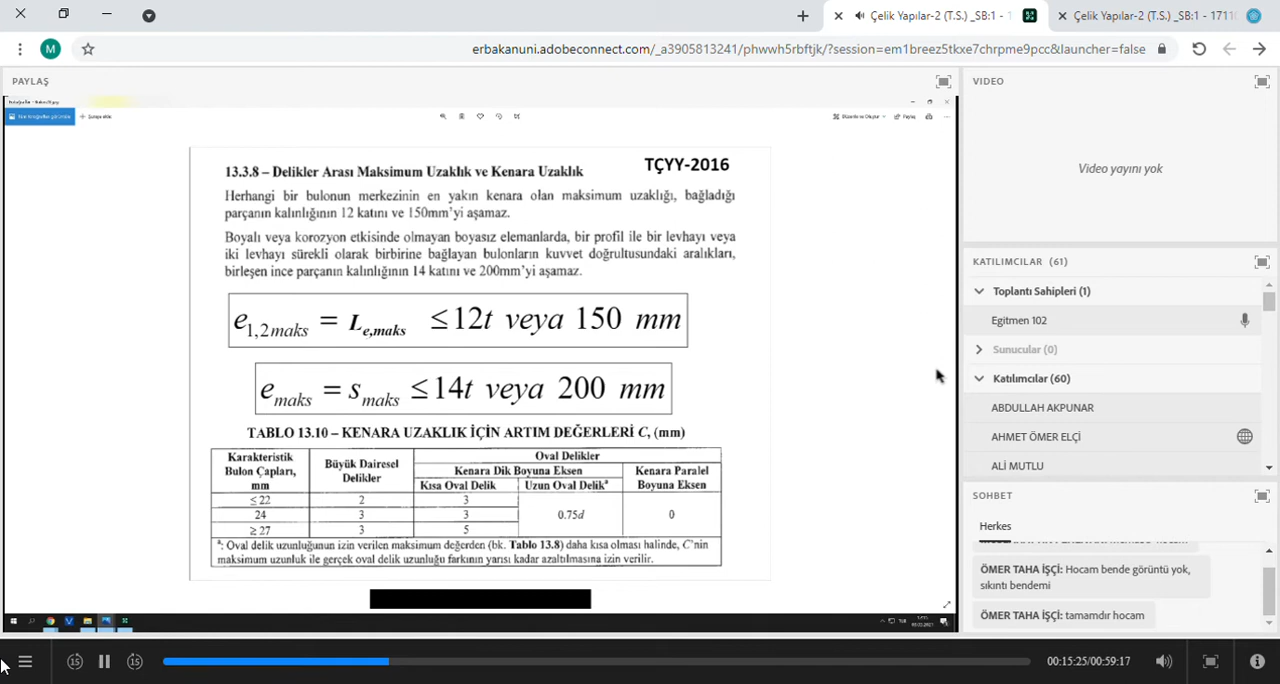 Çelik Yapılar-2 (T.S.) _SB:1 - 1
Çelik Yapılar-2 (T.S.) _SB:1 - 1711
M
erbakanuni.adobeconnect.com/_a3905813241/phwwh5rbftjk/?session=em1breez5tkxe7chrpme9pcc&launcher=false
PAYLAŞ
Paylaş
13.3.8 – Delikler Arası Maksimum Uzaklık ve Kenara Uzaklık
TÇYY-2016
Herhangi bir bulonun merkezinin en yakın kenara olan maksimum uzaklığı, bağladığı
parçanın kalınlığının 12 katını ve 150mm'yi aşamaz.
Boyalı veya korozyon etkisinde olmayan boyasız elemanlarda, bir profil ile bir levhayı veya
iki levhayı sürekli olarak birbirine bağlayan bulonların kuvvet doğrultusundaki aralıkları,
birleşen ince parçanın kalınlığının 14 katını ve 200mm'yi aşamaz.
e1,2maks = Le,maks ≤12t veya 150 mm
emaks = smaks ≤14t veya 200 mm
TABLO 13.10 – KENARA UZAKLIK İÇİN ARTIM DEĞERLERİ C, (mm)
Karakteristik
Bulon Çapları,
mm
Büyük Dairesel
Delikler
Oval Delikler
Kenara Dik Boyuna Eksen
Kenara Paralel
Boyuna Eksen
Kısa Oval Delik
Uzun Oval Delikᵃ
≤ 22 2 3
24 3 3 0.75d 0
≥ 27 3 5
ᵃ: Oval delik uzunluğunun izin verilen maksimum değerden (bk. Tablo 13.8) daha kısa olması halinde, C'nin
maksimum uzunluk ile gerçek oval delik uzunluğu farkının yarısı kadar azaltılmasına izin verilir.
VIDEO
Video yayını yok
KATILIMCILAR (61)
Toplantı Sahipleri (1)
Egitmen 102
Sunucular (0)
Katılımcılar (60)
ABDULLAH AKPUNAR
AHMET ÖMER ELÇİ
ALİ MUTLU
SOHBET
Herkes
ÖMER TAHA İŞÇİ: Hocam bende görüntü yok,
sıkıntı bendemi
ÖMER TAHA İŞÇİ: tamamdır hocam
15
15
00:15:25/00:59:17